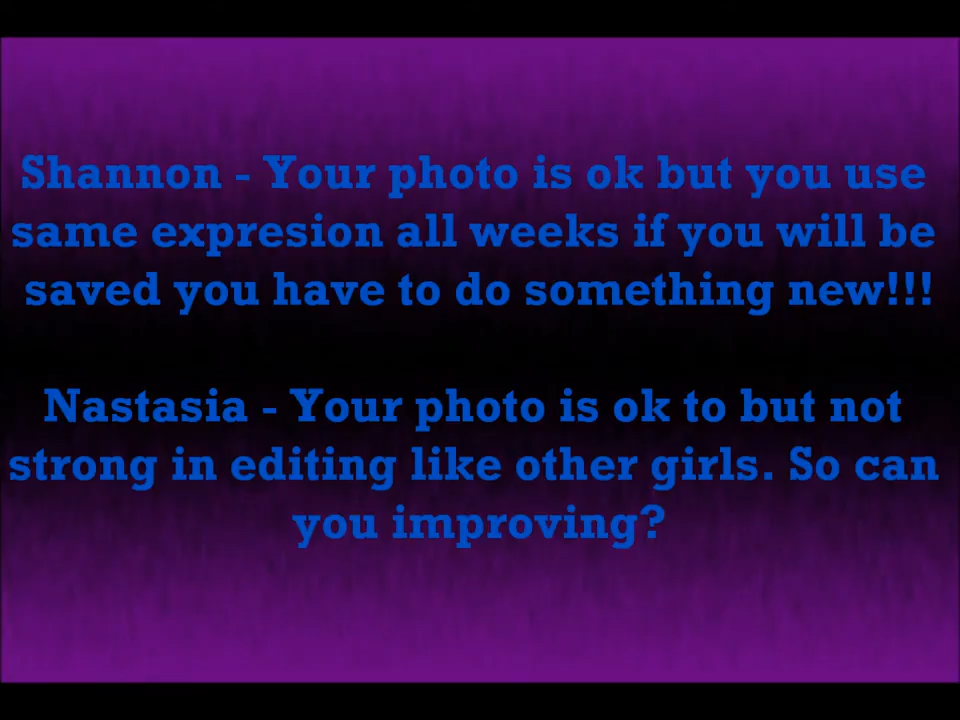 Shannon - Your photo is ok but you use
same expresion all weeks if you will be
saved you have to do something new!!!
Nastasia - Your photo is ok to but not
strong in editing like other girls. So can
you improving?